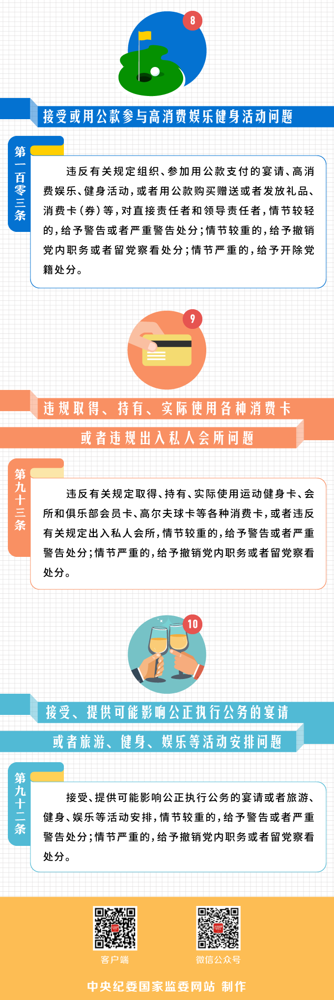 8
接受或用公款参与高消费娱乐健身活动问题
第一百零三条
违反有关规定组织、参加用公款支付的宴请、高消
费娱乐、健身活动,或者用公款购买赠送或者发放礼品、
消费卡(券)等,对直接责任者和领导责任者,情节较轻
的,给予警告或者严重警告处分;情节较重的,给予撤销
党内职务或者留党察看处分;情节严重的,给予开除党
籍处分。
9
违规取得、持有、实际使用各种消费卡
或者违规出入私人会所问题
第九十三条
违反有关规定取得、持有、实际使用运动健身卡、会
所和俱乐部会员卡、高尔夫球卡等各种消费卡,或者违反
有关规定出入私人会所,情节较重的,给予警告或者严重
警告处分;情节严重的,给予撤销党内职务或者留党察看
处分。
10
接受、提供可能影响公正执行公务的宴请
或者旅游、健身、娱乐等活动安排问题
第九十二条
接受、提供可能影响公正执行公务的宴请或者旅游、
健身、娱乐等活动安排,情节较重的,给予警告或者严重
警告处分;情节严重的,给予撤销党内职务或者留党察看
处分。
客户端
微信公众号
中央纪委国家监委网站 制作